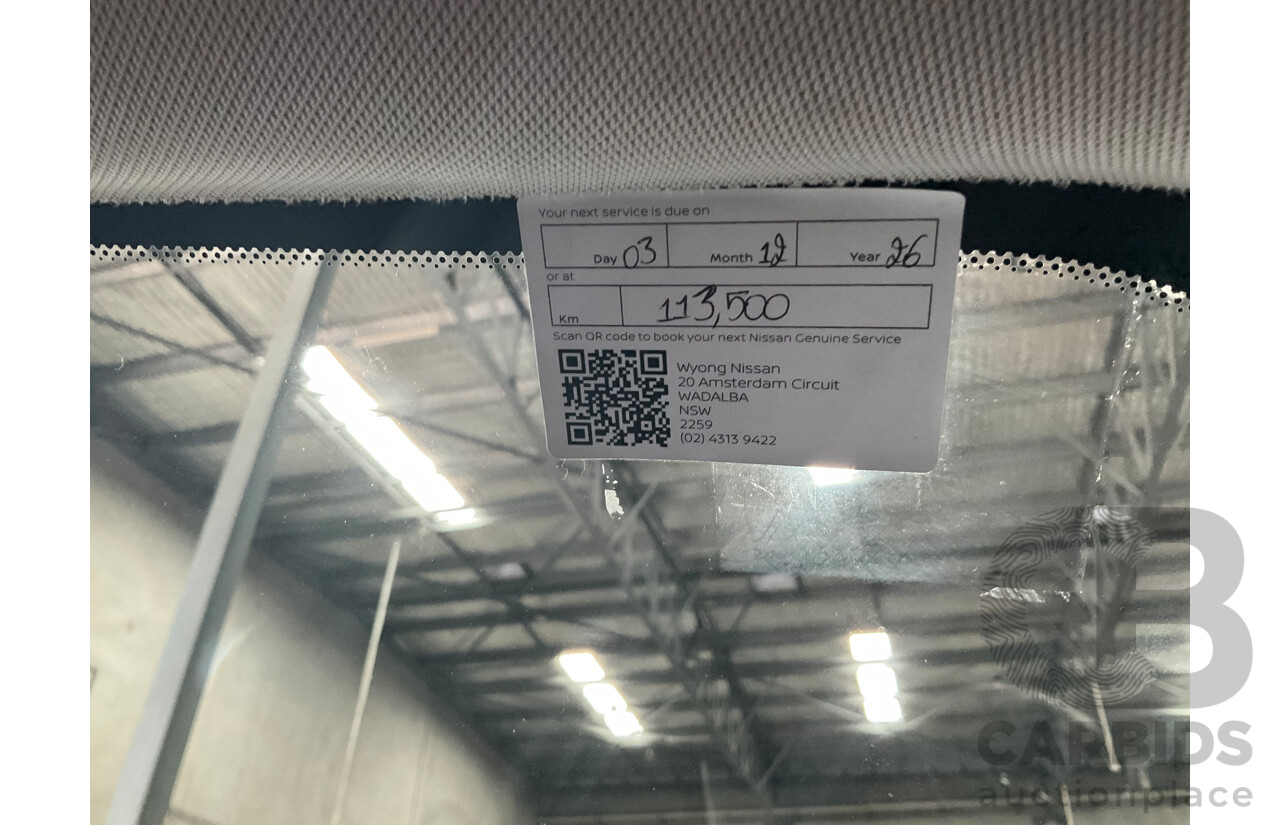 Your next service is due on
Day 03 Month 12 Year 26
or at
Km 113,500
Scan QR code to book your next Nissan Genuine Service
Wyong Nissan
20 Amsterdam Circuit
WADALBA
NSW
2259
(02) 4313 9422
CARBIDS
auctionplace